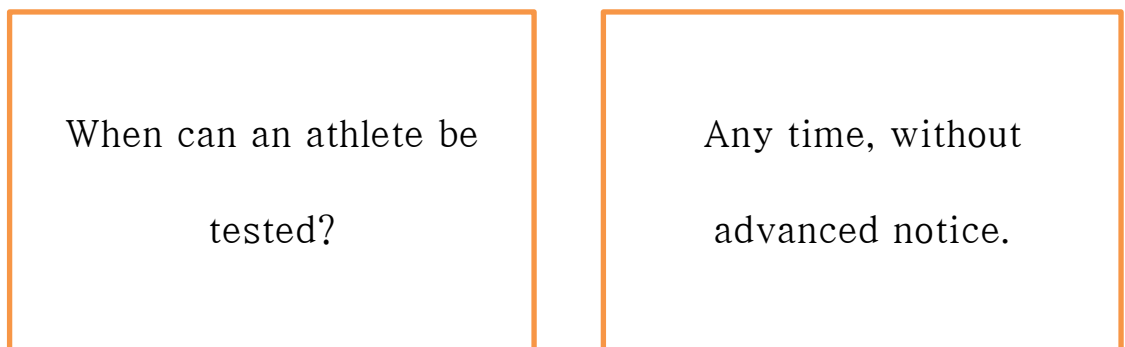 When can an athlete be
tested?
Any time, without
advanced notice.